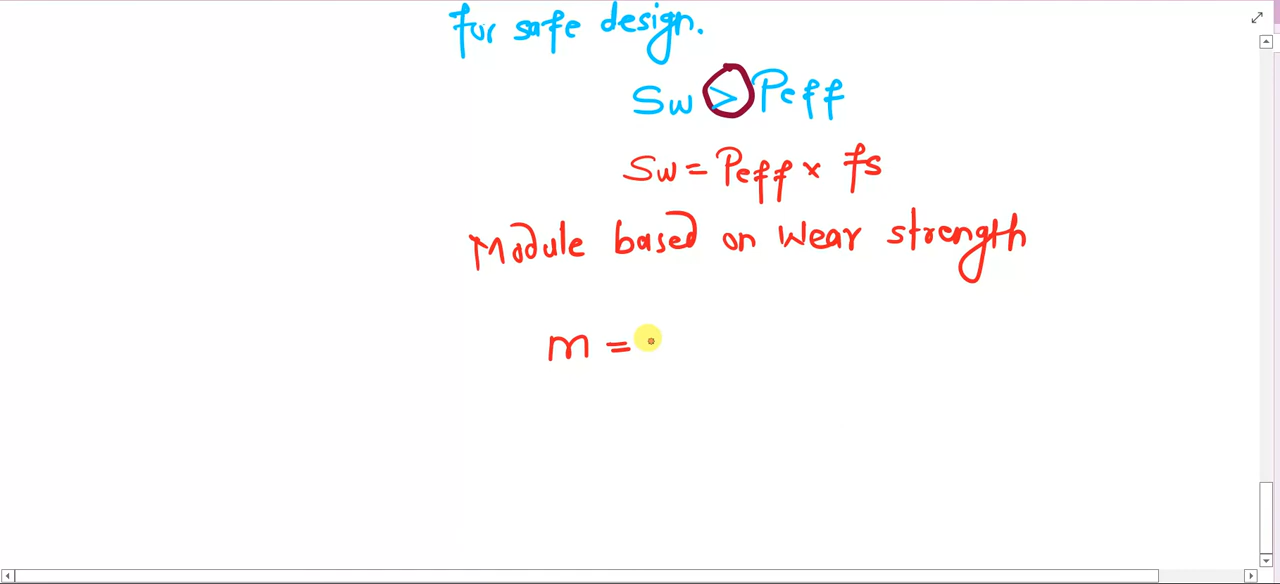 for safe design.
Sw > Peff
Sw = Peff × fs
Module based on Wear strength
m =